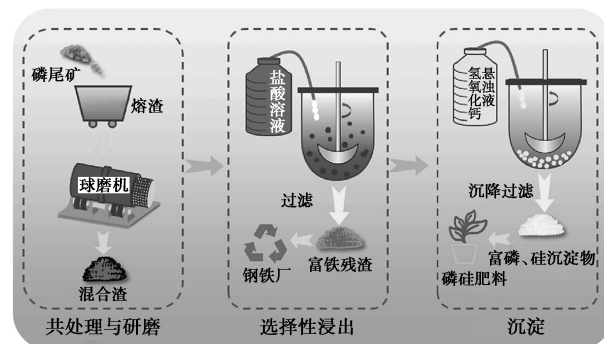 磷尾矿
熔渣
球磨机
混合渣
共处理与研磨
盐酸溶液
过滤
钢铁厂
富铁残渣
选择性浸出
氢氧化钙
悬浊液
沉降过滤
富磷、硅沉淀物
磷硅肥料
沉淀